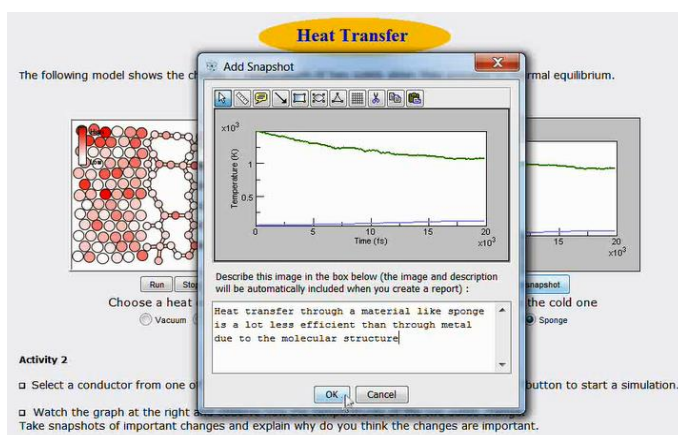 Heat Transfer
The following model shows the ch
rmal equilibrium.
Add Snapshot
x10³
1
0.5
Temperature (K)
0 5 10 15 20
Time (fs)
x10³
15 20
x10³
Describe this image in the box below (the image and description
will be automatically included when you create a report) :
Heat transfer through a material like sponge
is a lot less efficient than through metal
due to the molecular structure
OK Cancel
Run Stop
snapshot
Choose a heat
the cold one
Vacuum
Sponge
Activity 2
Select a conductor from one o
button to start a simulation.
Watch the graph at the right a
Take snapshots of important changes and explain why do you think the changes are important.